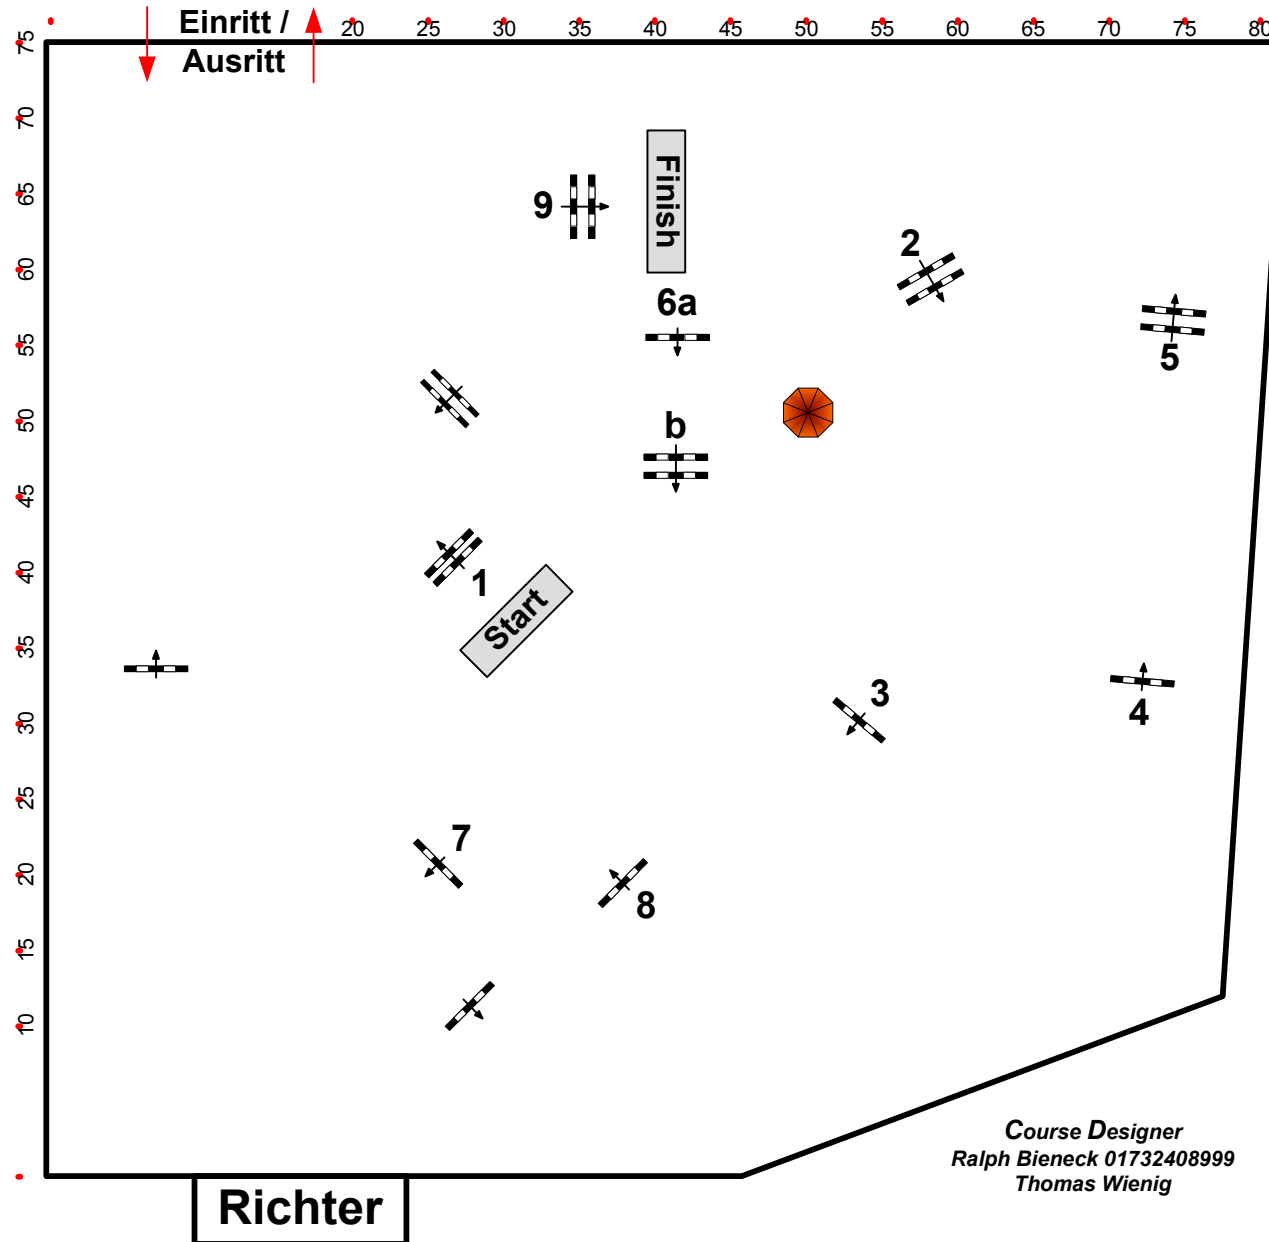 Einritt /
Ausritt
20 25 30 35 40 45 50 55 60 65 70 75 80
75
70
65
60
55
50
45
40
35
30
25
20
15
10
Finish
9
2
6a
5
b
1
Start
3
4
7
8
Course Designer
Ralph Bieneck 01732408999
Thomas Wienig
Richter